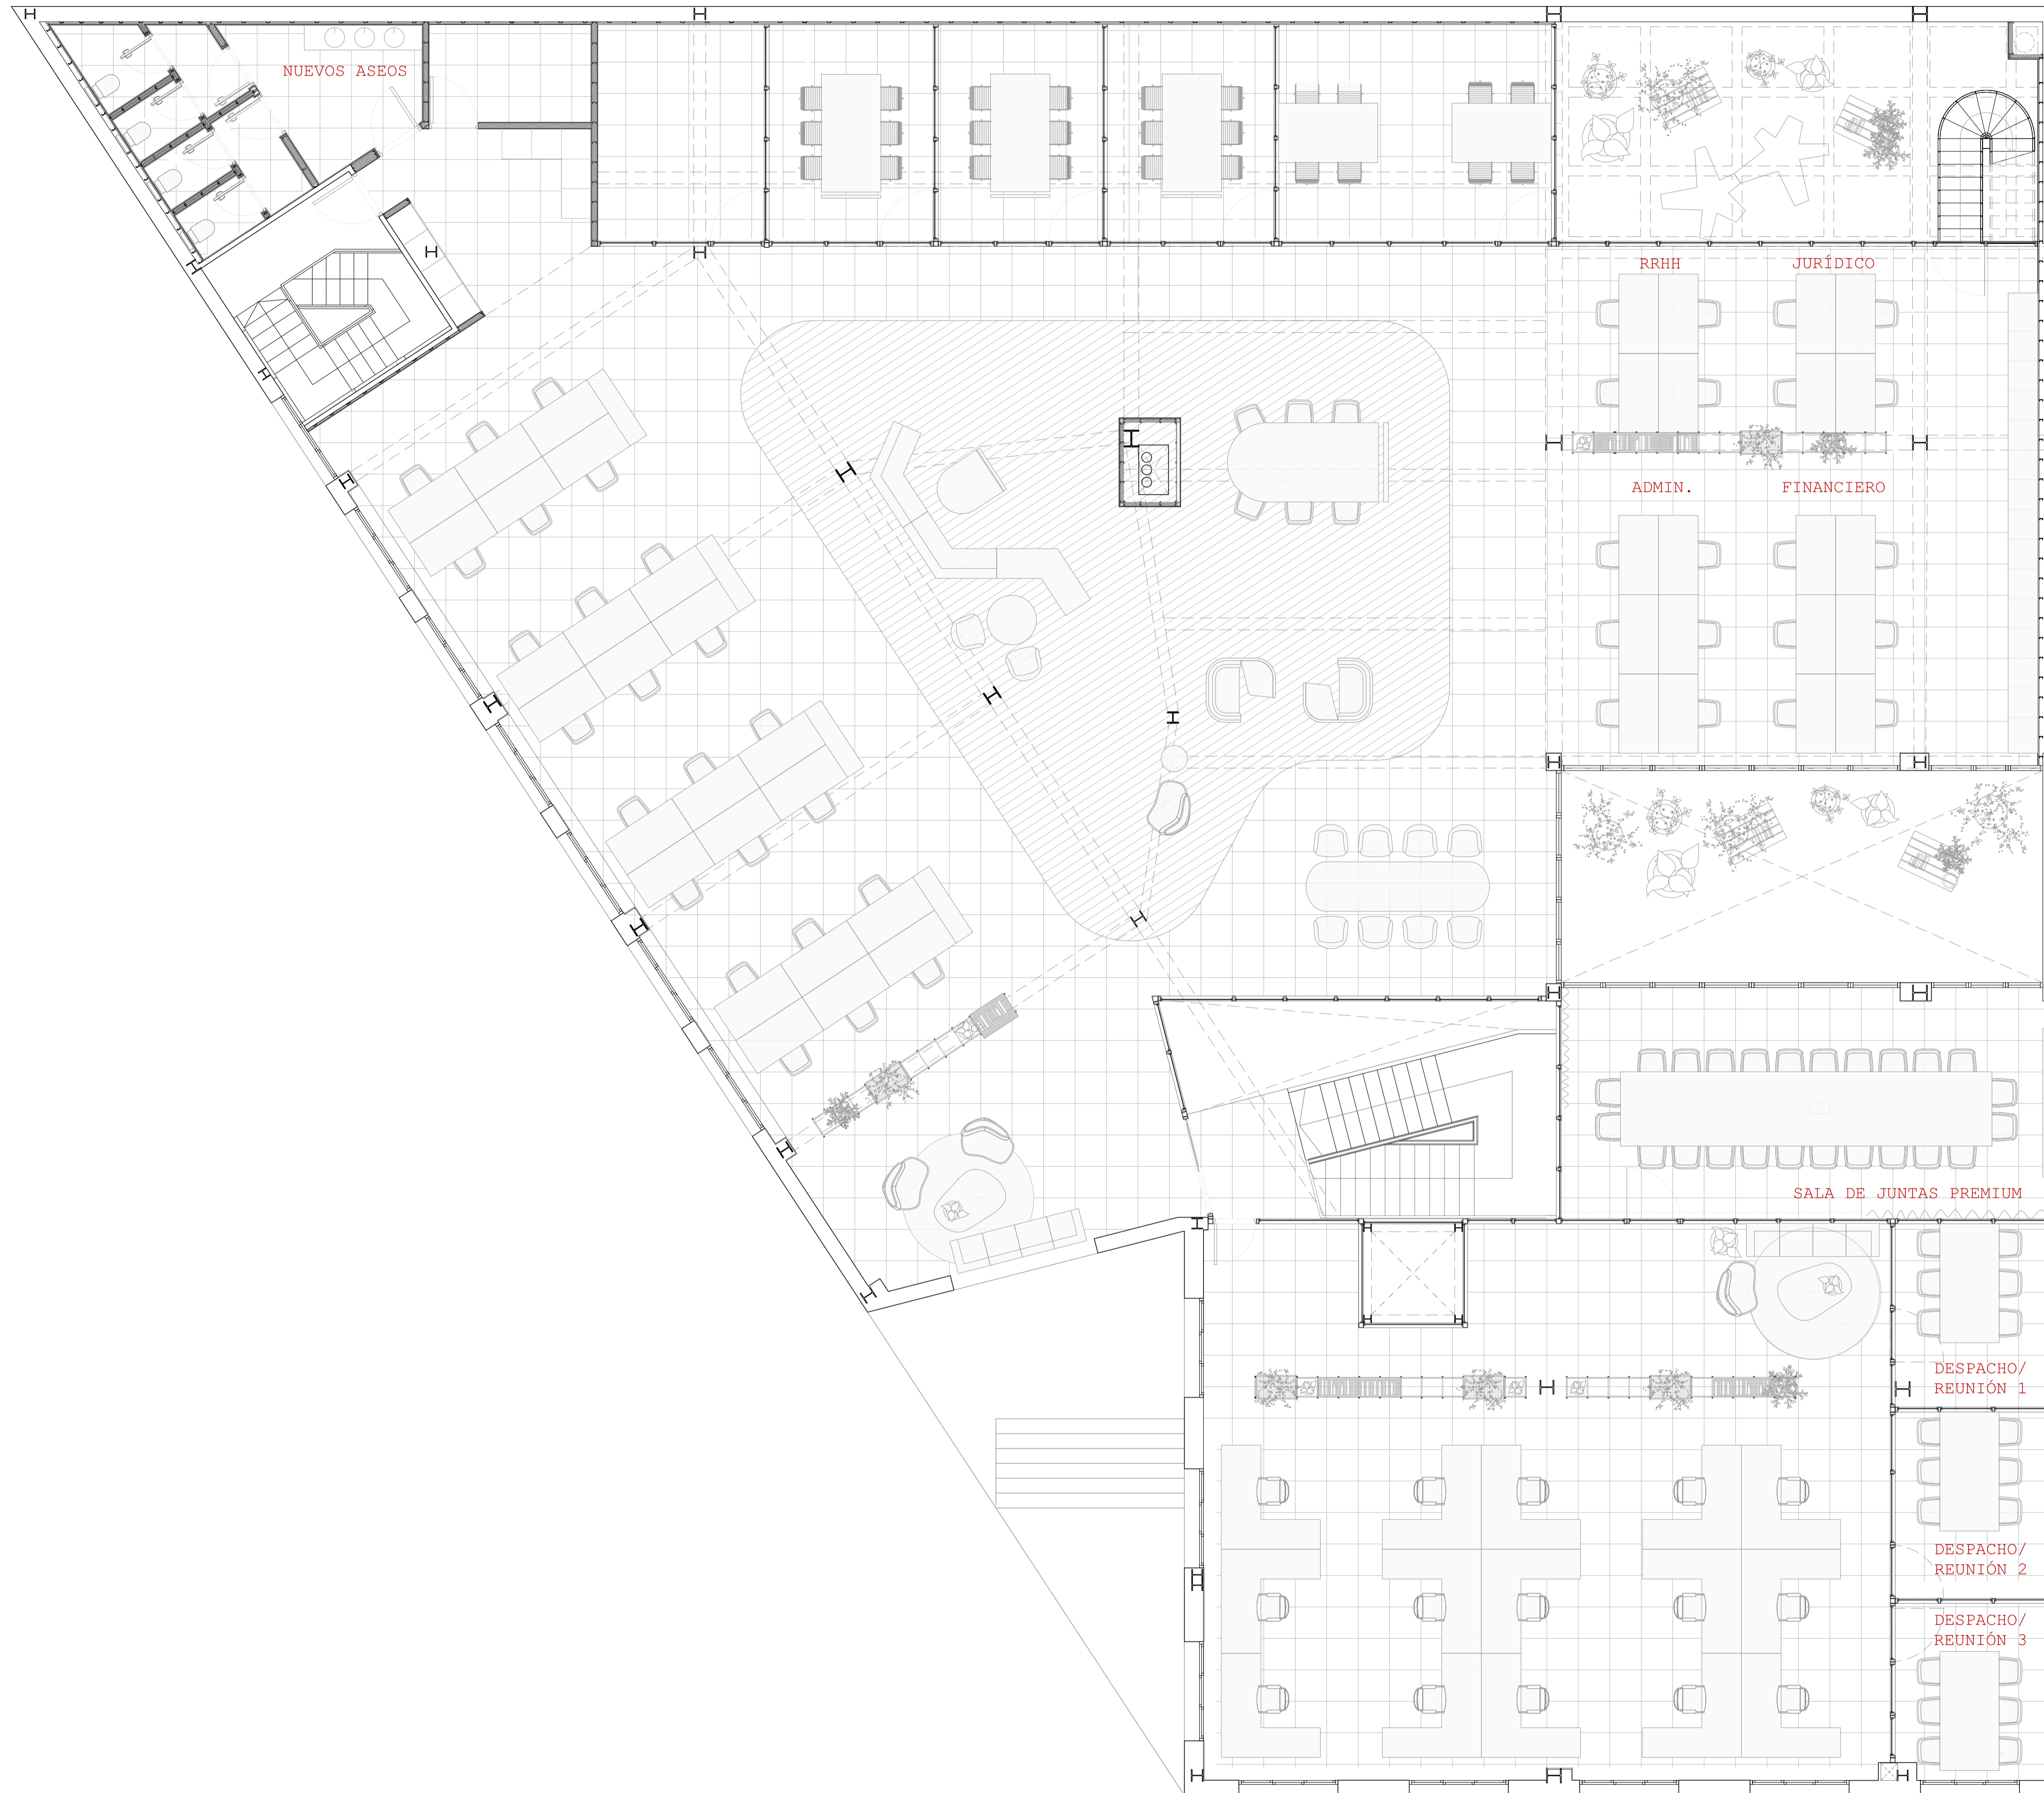 NUEVOS ASEOS
RRHH
JURÍDICO
ADMIN.
FINANCIERO
SALA DE JUNTAS PREMIUM
DESPACHO/
REUNIÓN 1
DESPACHO/
REUNIÓN 2
DESPACHO/
REUNIÓN 3